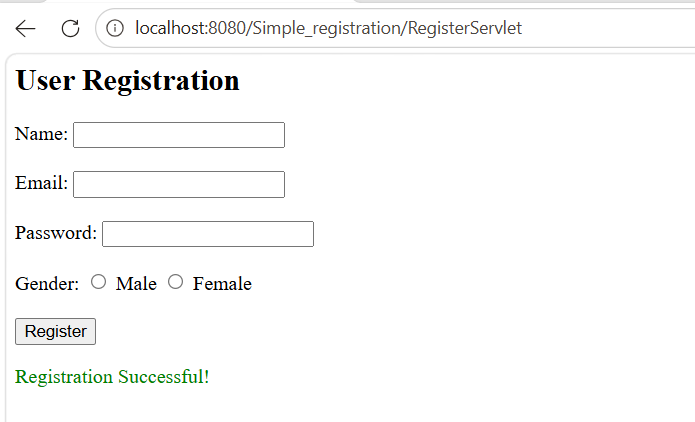 localhost:8080/Simple_registration/RegisterServlet
User Registration
Name:
Email:
Password:
Gender: Male Female
Register
Registration Successful!